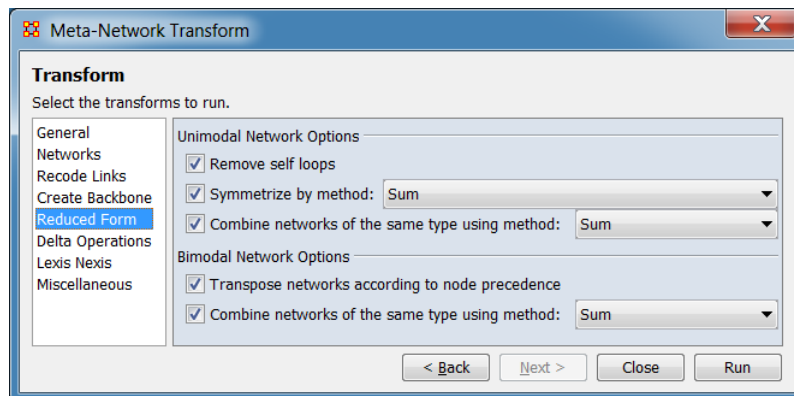 Meta-Network Transform
X
Transform
Select the transforms to run.
General
Networks
Recode Links
Create Backbone
Reduced Form
Delta Operations
Lexis Nexis
Miscellaneous
Unimodal Network Options
Remove self loops
Symmetrize by method: Sum
Combine networks of the same type using method: Sum
Bimodal Network Options
Transpose networks according to node precedence
Combine networks of the same type using method: Sum
< Back Next > Close Run